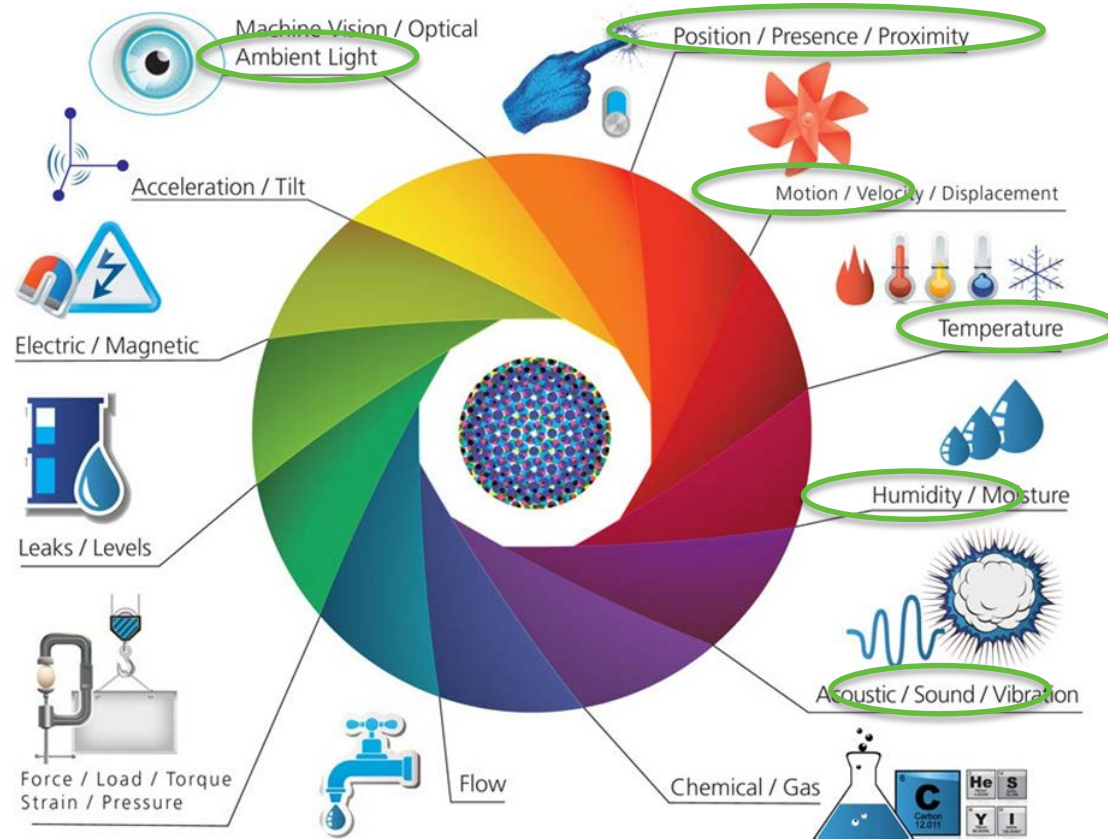 Machine Vision / Optical
Ambient Light
Position / Presence / Proximity
Motion / Velocity / Displacement
Acceleration / Tilt
Temperature
Electric / Magnetic
Humidity / Moisture
Leaks / Levels
Acoustic / Sound / Vibration
Force / Load / Torque
Strain / Pressure
Flow
Chemical / Gas
6
C
Carbon
12.011
He
S
Y
I